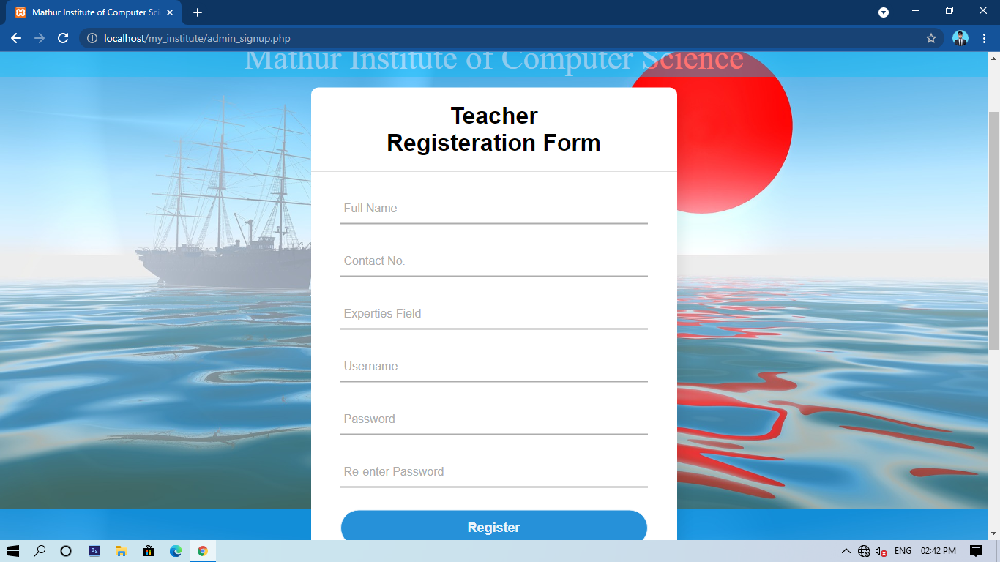 Mathur Institute of Computer Sci
localhost/my_institute/admin_signup.php
Mathur Institute of Computer Science
Teacher
Registeration Form
Full Name
Contact No.
Experties Field
Username
Password
Re-enter Password
Register
Ps
ENG
02:42 PM